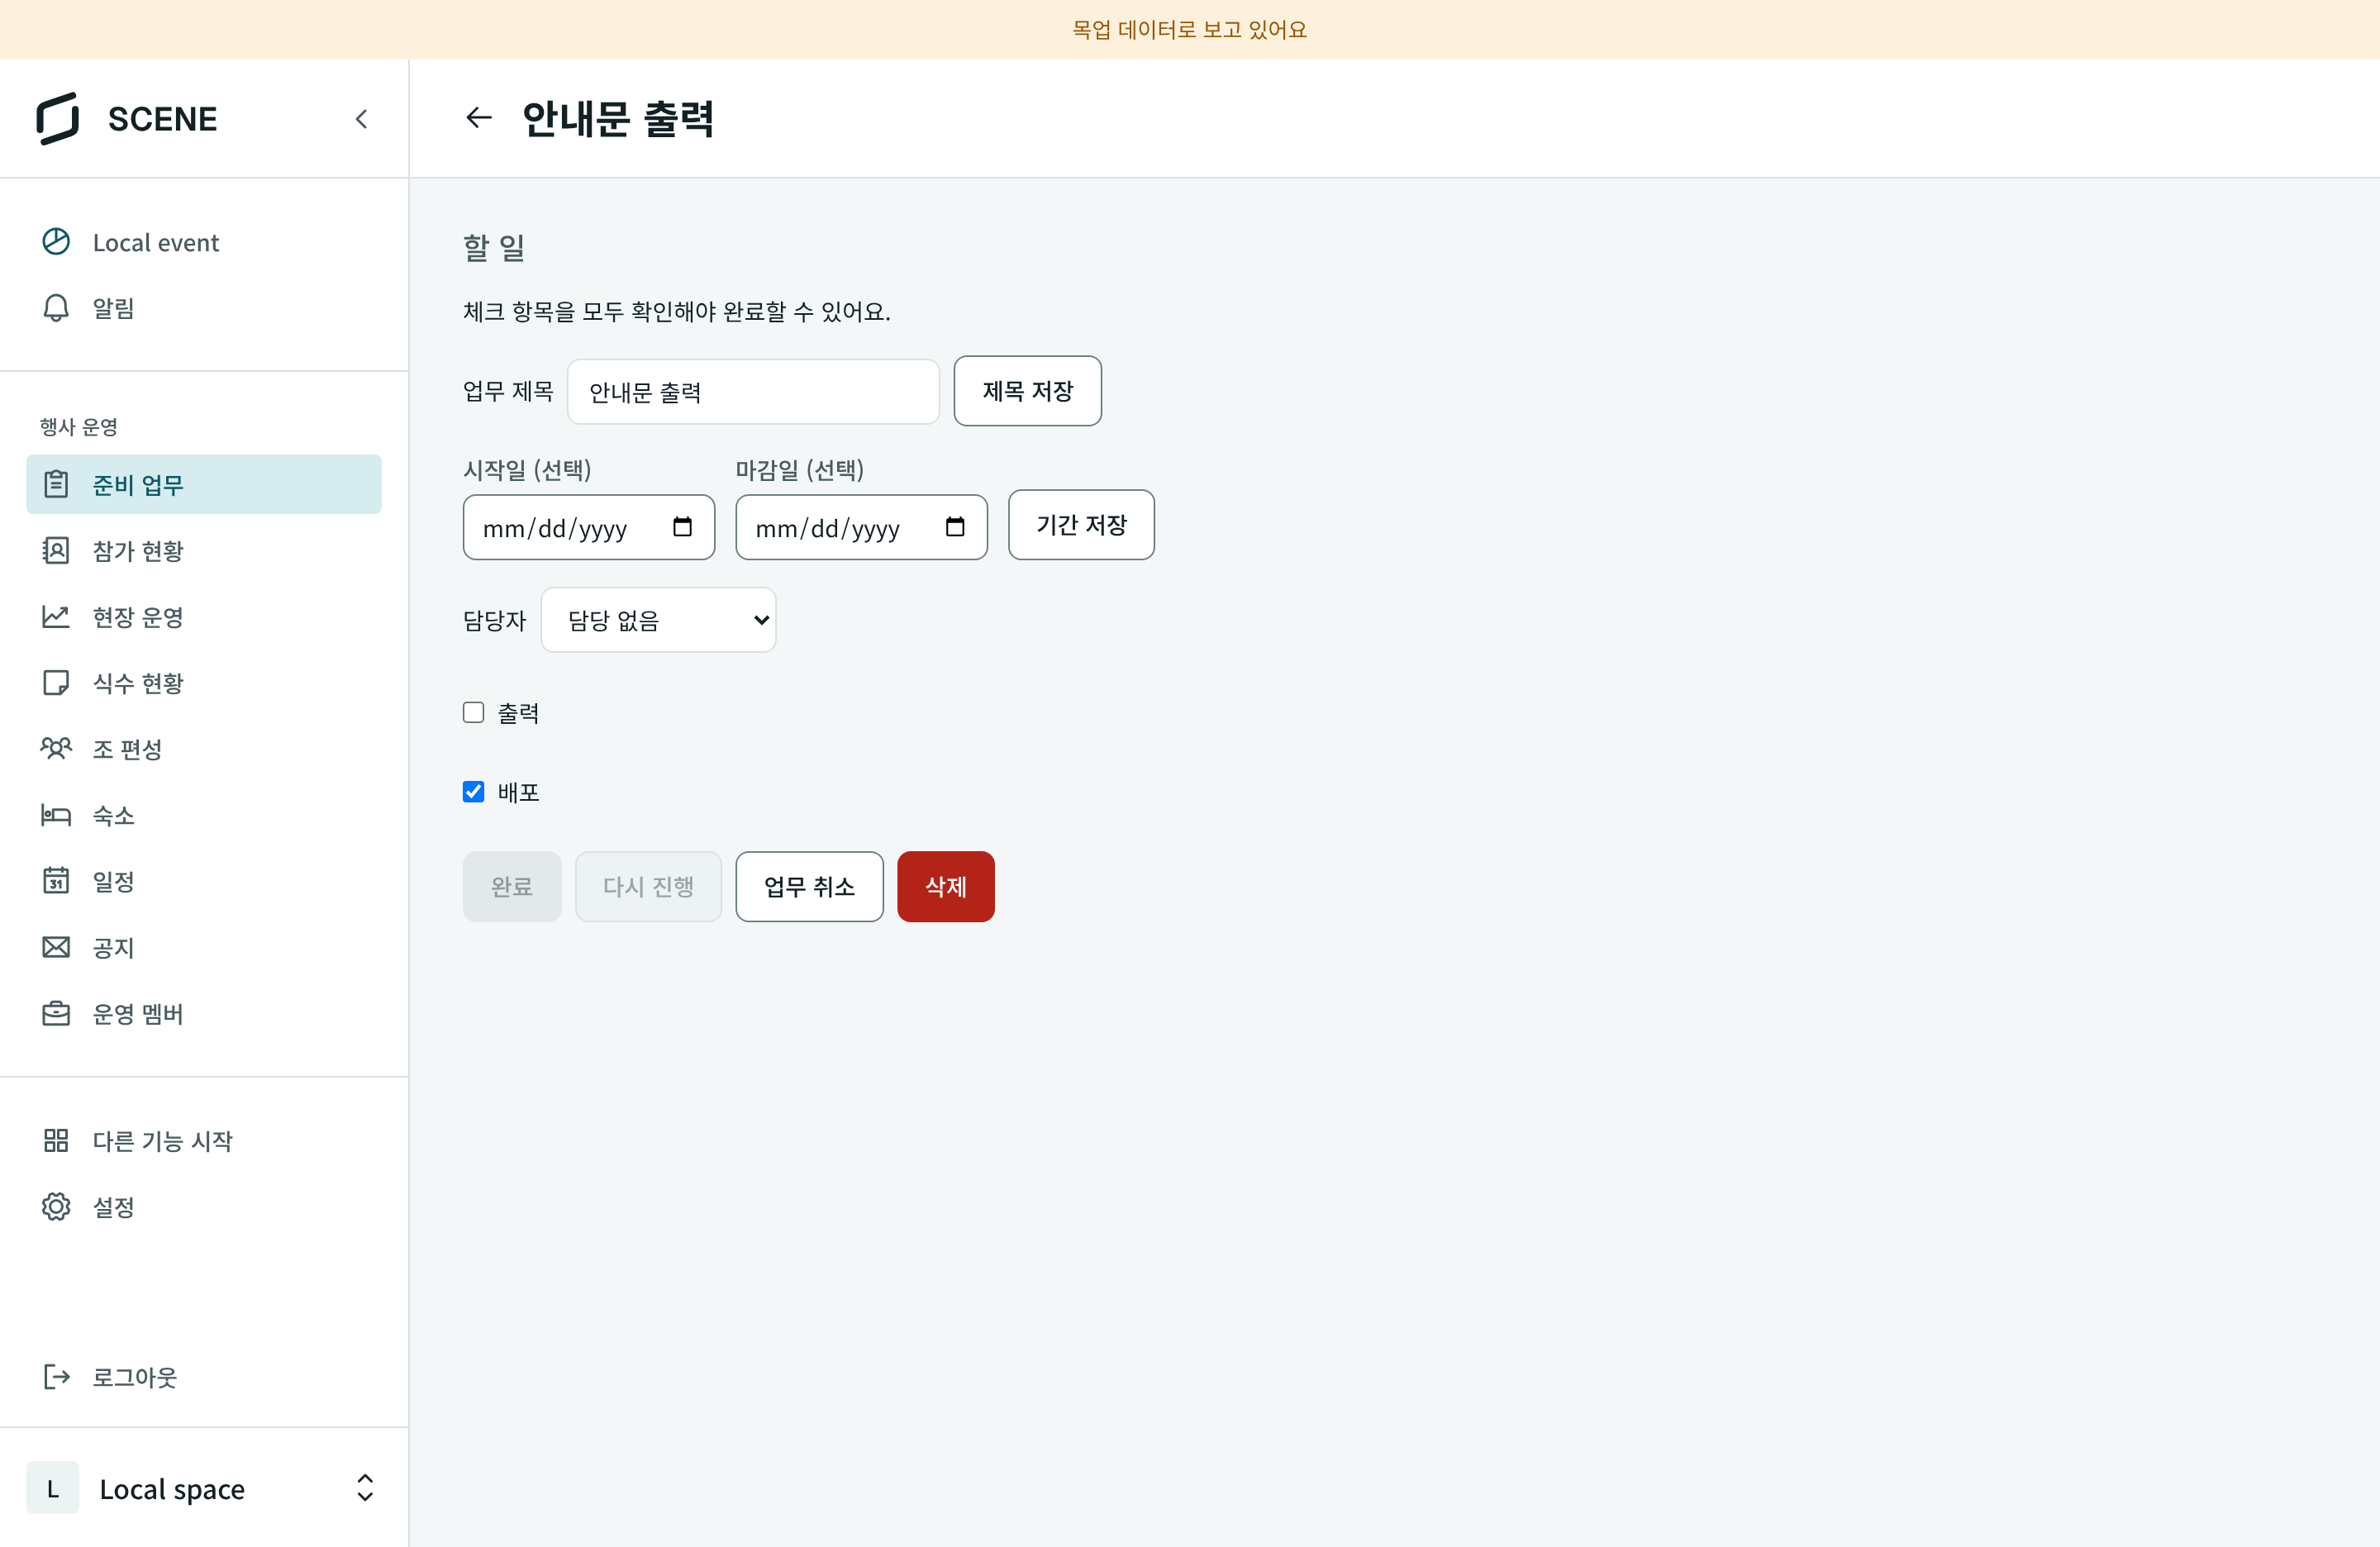 목업 데이터로 보고 있어요
SCENE
안내문 출력
Local event
알림
행사 운영
준비 업무
참가 현황
현장 운영
식수 현황
조 편성
숙소
31
일정
공지
운영 멤버
다른 기능 시작
설정
로그아웃
L
Local space
할 일
체크 항목을 모두 확인해야 완료할 수 있어요.
업무 제목 안내문 출력 제목 저장
시작일 (선택) 마감일 (선택)
mm/dd/yyyy mm/dd/yyyy 기간 저장
담당자 담당 없음
출력
배포
완료 다시 진행 업무 취소 삭제